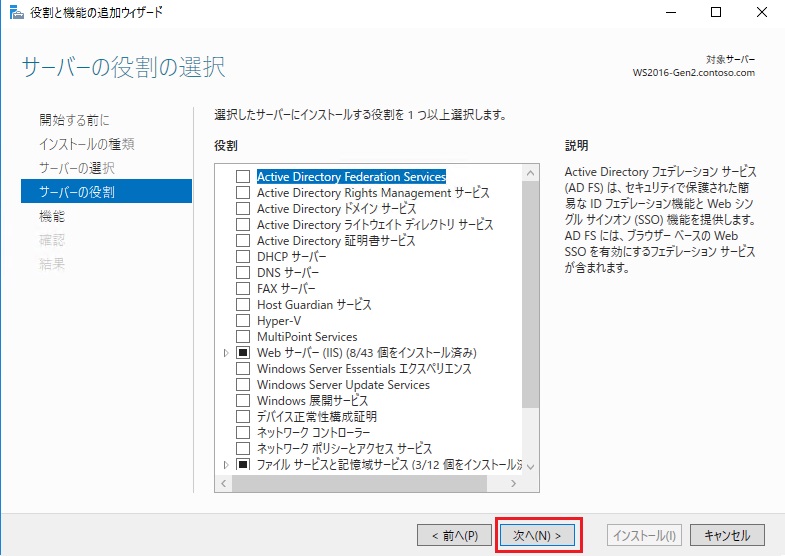 役割と機能の追加ウィザード
サーバーの役割の選択
対象サーバー
WS2016-Gen2.contoso.com
開始する前に
インストールの種類
サーバーの選択
サーバーの役割
機能
確認
結果
選択したサーバーにインストールする役割を 1 つ以上選択します。
役割
Active Directory Federation Services
Active Directory Rights Management サービス
Active Directory ドメイン サービス
Active Directory ライトウェイト ディレクトリ サービス
Active Directory 証明書サービス
DHCP サーバー
DNS サーバー
FAX サーバー
Host Guardian サービス
Hyper-V
MultiPoint Services
Web サーバー (IIS) (8/43 個をインストール済み)
Windows Server Essentials エクスペリエンス
Windows Server Update Services
Windows 展開サービス
デバイス正常性構成証明
ネットワーク コントローラー
ネットワーク ポリシーとアクセス サービス
ファイル サービスと記憶域サービス (3/12 個をインストール済
説明
Active Directory フェデレーション サービス
(AD FS) は、セキュリティで保護された簡
易な ID フェデレーション機能と Web シン
グル サインオン (SSO) 機能を提供します。
AD FS には、ブラウザー ベースの Web
SSO を有効にするフェデレーション サービス
が含まれます。
< 前へ(P)
次へ(N) >
インストール(I)
キャンセル